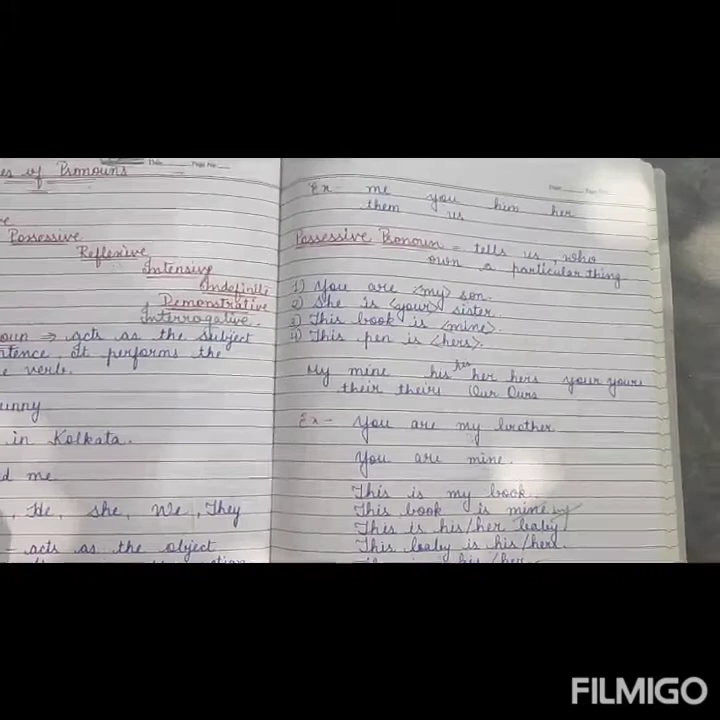 es of Pronouns
Possessive
Reflexive
Intensive
Indefinite
Demonstrative
Interrogative.
oun ⇒ acts as the subject
ntence. It performs the
e verb.
unny
in Kolkata.
d me
, He, she, We, They
- acts as the object
Ex- me you him her
them us
Possessive Pronoun = tells us, who
own a particular thing
1) You are <my> son.
2) She is <your> sister.
3) This book is <mine>.
4) This pen is <hers>.
My mine his his her hers your yours
their theirs Our Ours
Ex- You are my brother
You are mine.
This is my book.
This book is mine
This is his/her baby
This baby is his/hers.
his/her
FILMIGO